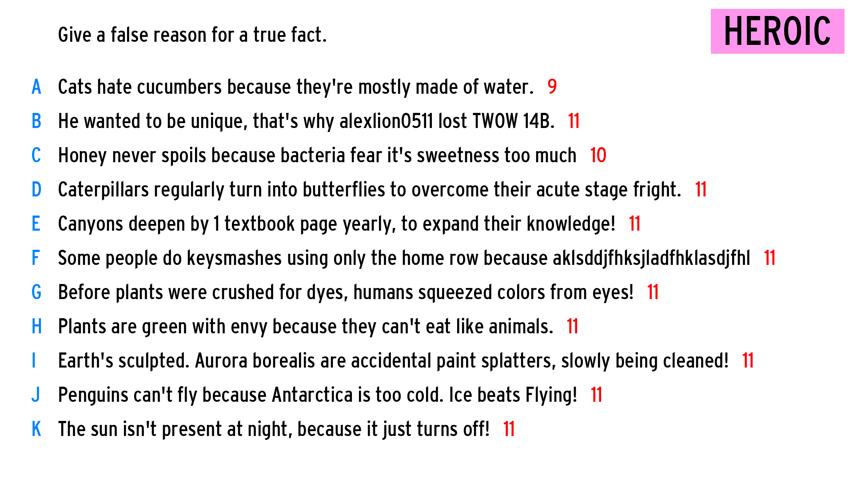 Give a false reason for a true fact.
HEROIC
A Cats hate cucumbers because they're mostly made of water. 9
B He wanted to be unique, that's why alexlion0511 lost TWOW 14B. 11
C Honey never spoils because bacteria fear it's sweetness too much 10
D Caterpillars regularly turn into butterflies to overcome their acute stage fright. 11
E Canyons deepen by 1 textbook page yearly, to expand their knowledge! 11
F Some people do keysmashes using only the home row because aklsddjfhksjladfhklasdjfhl 11
G Before plants were crushed for dyes, humans squeezed colors from eyes! 11
H Plants are green with envy because they can't eat like animals. 11
I Earth's sculpted. Aurora borealis are accidental paint splatters, slowly being cleaned! 11
J Penguins can't fly because Antarctica is too cold. Ice beats Flying! 11
K The sun isn't present at night, because it just turns off! 11